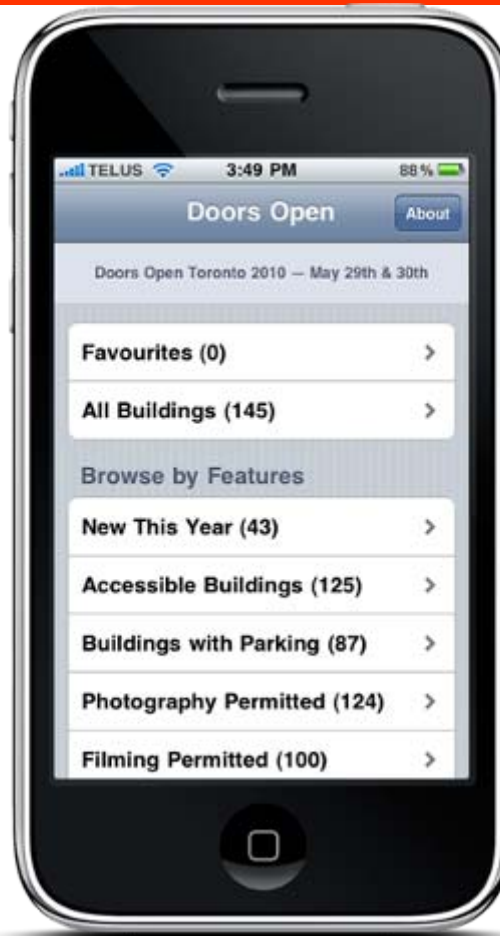 TELUS 3:49 PM 88%
Doors Open About
Doors Open Toronto 2010 — May 29th & 30th
Favourites (0)
All Buildings (145)
Browse by Features
New This Year (43)
Accessible Buildings (125)
Buildings with Parking (87)
Photography Permitted (124)
Filming Permitted (100)